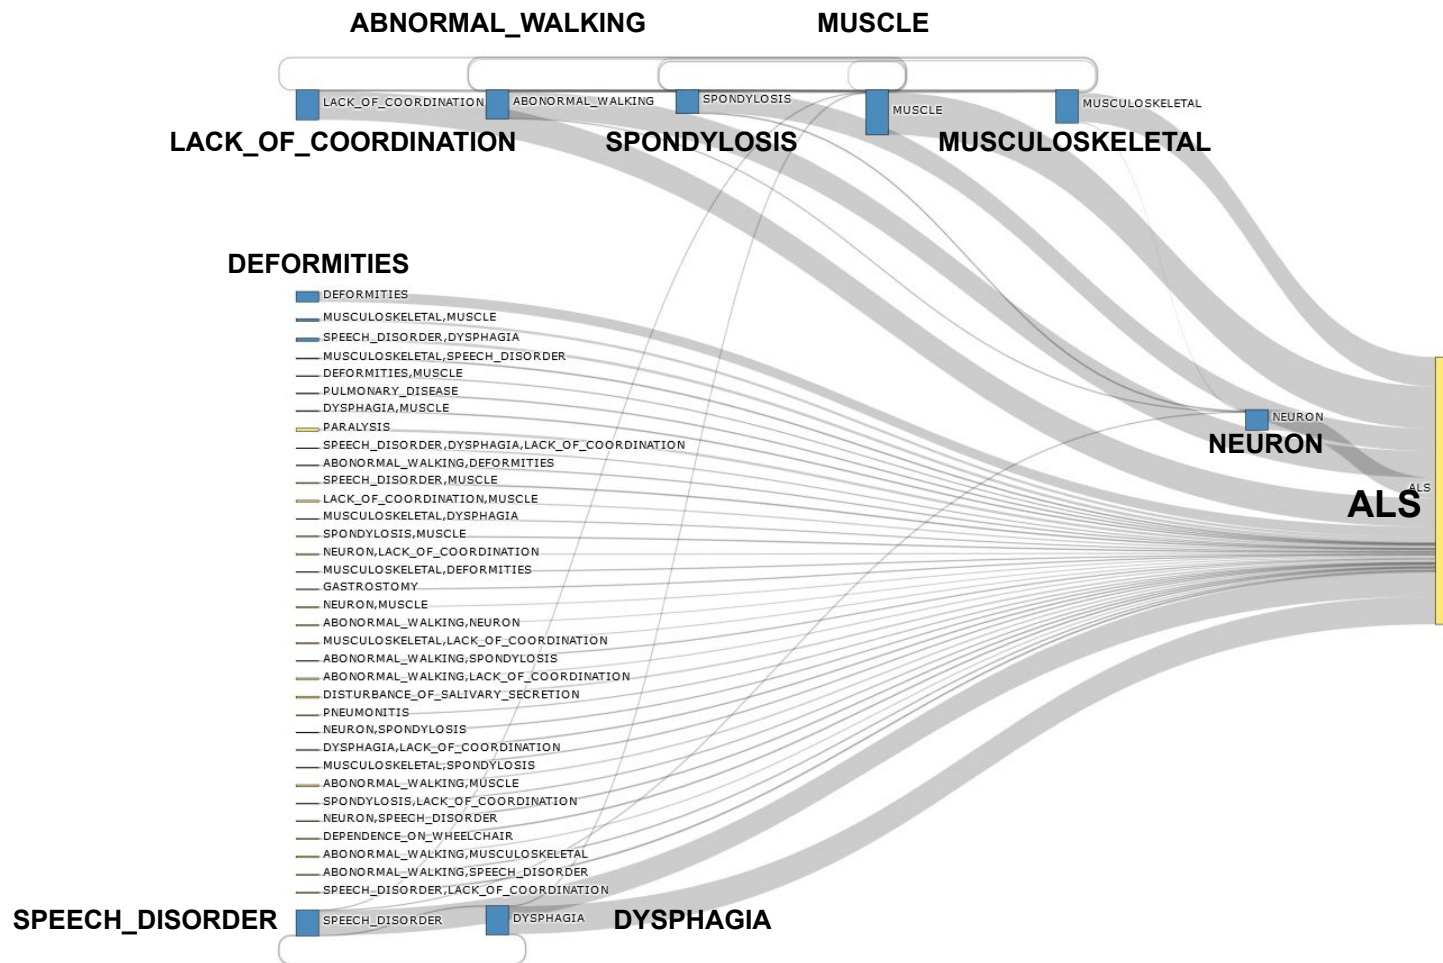 ABNORMAL_WALKING
MUSCLE
LACK_OF_COORDINATION
ABONORMAL_WALKING
SPONDYLOSIS
MUSCLE
MUSCULOSKELETAL
LACK_OF_COORDINATION
SPONDYLOSIS
MUSCULOSKELETAL
DEFORMITIES
DEFORMITIES
MUSCULOSKELETAL,MUSCLE
SPEECH_DISORDER,DYSPHAGIA
MUSCULOSKELETAL,SPEECH_DISORDER
DEFORMITIES,MUSCLE
PULMONARY_DISEASE
DYSPHAGIA,MUSCLE
PARALYSIS
SPEECH_DISORDER,DYSPHAGIA,LACK_OF_COORDINATION
ABONORMAL_WALKING,DEFORMITIES
SPEECH_DISORDER,MUSCLE
LACK_OF_COORDINATION,MUSCLE
MUSCULOSKELETAL,DYSPHAGIA
SPONDYLOSIS,MUSCLE
NEURON,LACK_OF_COORDINATION
MUSCULOSKELETAL,DEFORMITIES
GASTROSTOMY
NEURON,MUSCLE
ABONORMAL_WALKING,NEURON
MUSCULOSKELETAL,LACK_OF_COORDINATION
ABONORMAL_WALKING,SPONDYLOSIS
ABONORMAL_WALKING,LACK_OF_COORDINATION
DISTURBANCE_OF_SALIVARY_SECRETION
PNEUMONITIS
NEURON,SPONDYLOSIS
DYSPHAGIA,LACK_OF_COORDINATION
MUSCULOSKELETAL,SPONDYLOSIS
ABONORMAL_WALKING,MUSCLE
SPONDYLOSIS,LACK_OF_COORDINATION
NEURON,SPEECH_DISORDER
DEPENDENCE_ON_WHEELCHAIR
ABONORMAL_WALKING,MUSCULOSKELETAL
ABONORMAL_WALKING,SPEECH_DISORDER
SPEECH_DISORDER,LACK_OF_COORDINATION
NEURON
NEURON
ALS
ALS
SPEECH_DISORDER
SPEECH_DISORDER
DYSPHAGIA
DYSPHAGIA